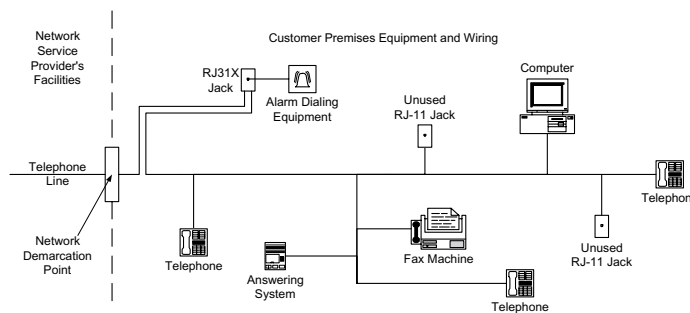 Network
Service
Provider's
Facilities
Customer Premises Equipment and Wiring
RJ31X
Jack
Alarm Dialing
Equipment
Unused
RJ-11 Jack
Computer
Telephone
Line
Network
Demarcation
Point
Telephone
Answering
System
Fax Machine
Telephone
Unused
RJ-11 Jack
Telephon